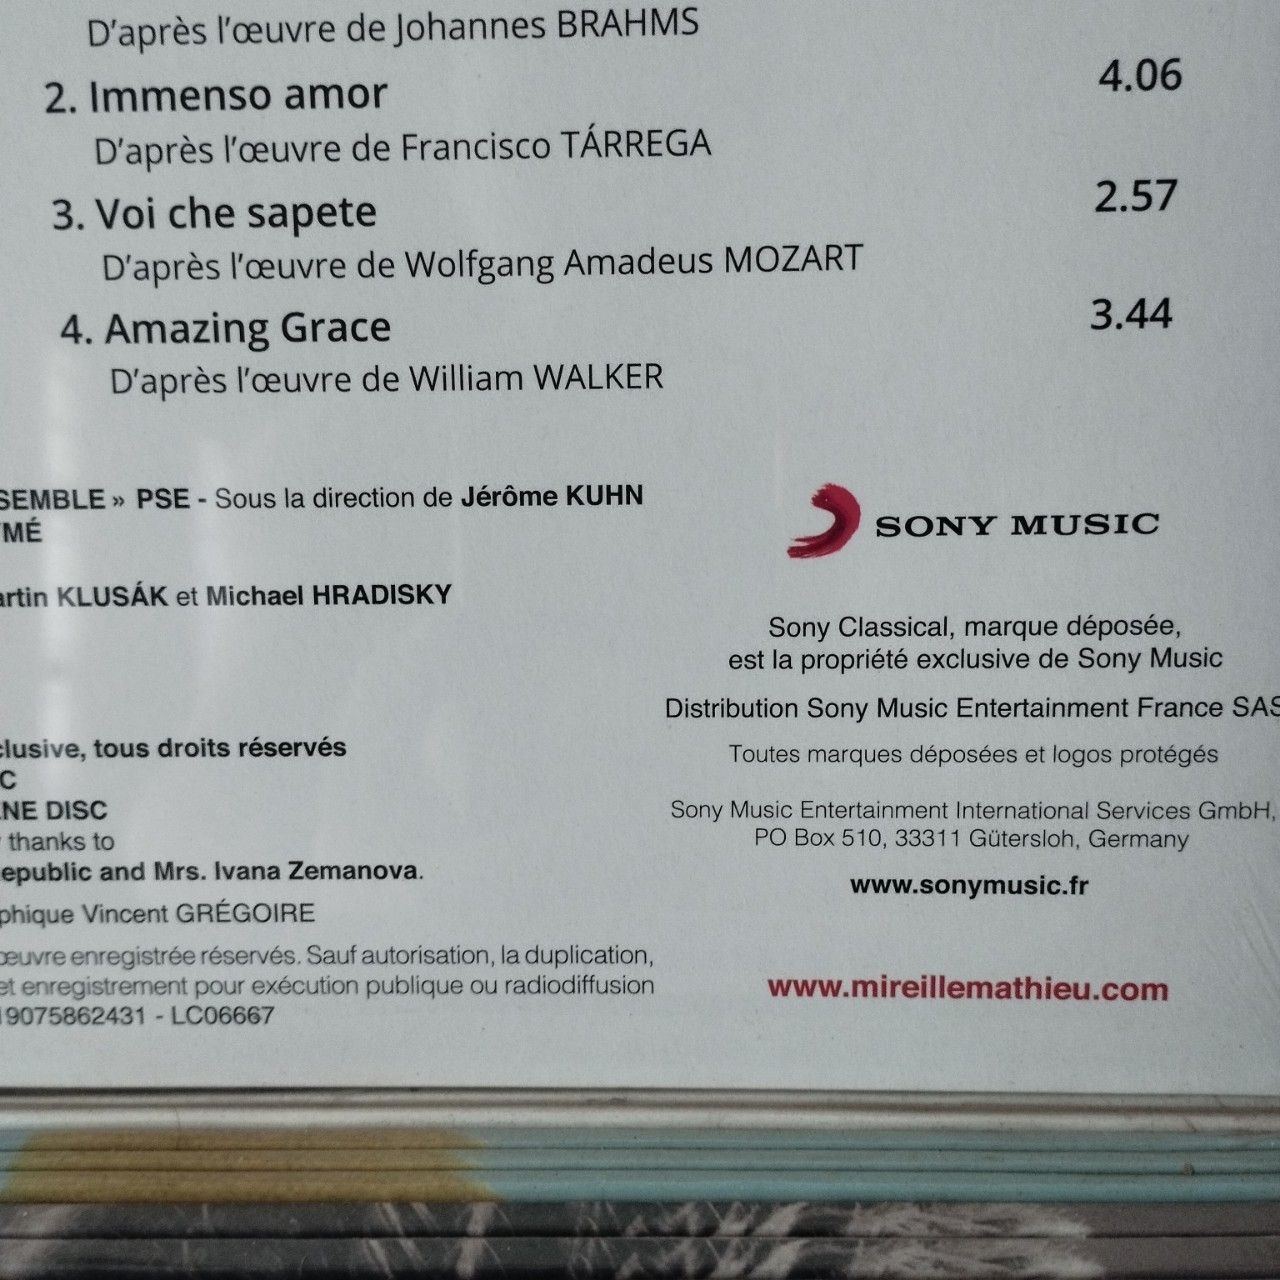 D'après l'œuvre de Johannes BRAHMS
2. Immenso amor 4.06
D'après l'œuvre de Francisco TÁRREGA
3. Voi che sapete 2.57
D'après l'œuvre de Wolfgang Amadeus MOZART
4. Amazing Grace 3.44
D'après l'œuvre de William WALKER
SEMBLE » PSE - Sous la direction de Jérôme KUHN
MÉ
artin KLUSÁK et Michael HRADISKY
clusive, tous droits réservés
C
ENE DISC
thanks to
epublic and Mrs. Ivana Zemanova.
phique Vincent GRÉGOIRE
œuvre enregistrée réservés. Sauf autorisation, la duplication,
et enregistrement pour exécution publique ou radiodiffusion
19075862431 - LC06667
SONY MUSIC
Sony Classical, marque déposée,
est la propriété exclusive de Sony Music
Distribution Sony Music Entertainment France SAS
Toutes marques déposées et logos protégés
Sony Music Entertainment International Services GmbH,
PO Box 510, 33311 Gütersloh, Germany
www.sonymusic.fr
www.mireillemathieu.com